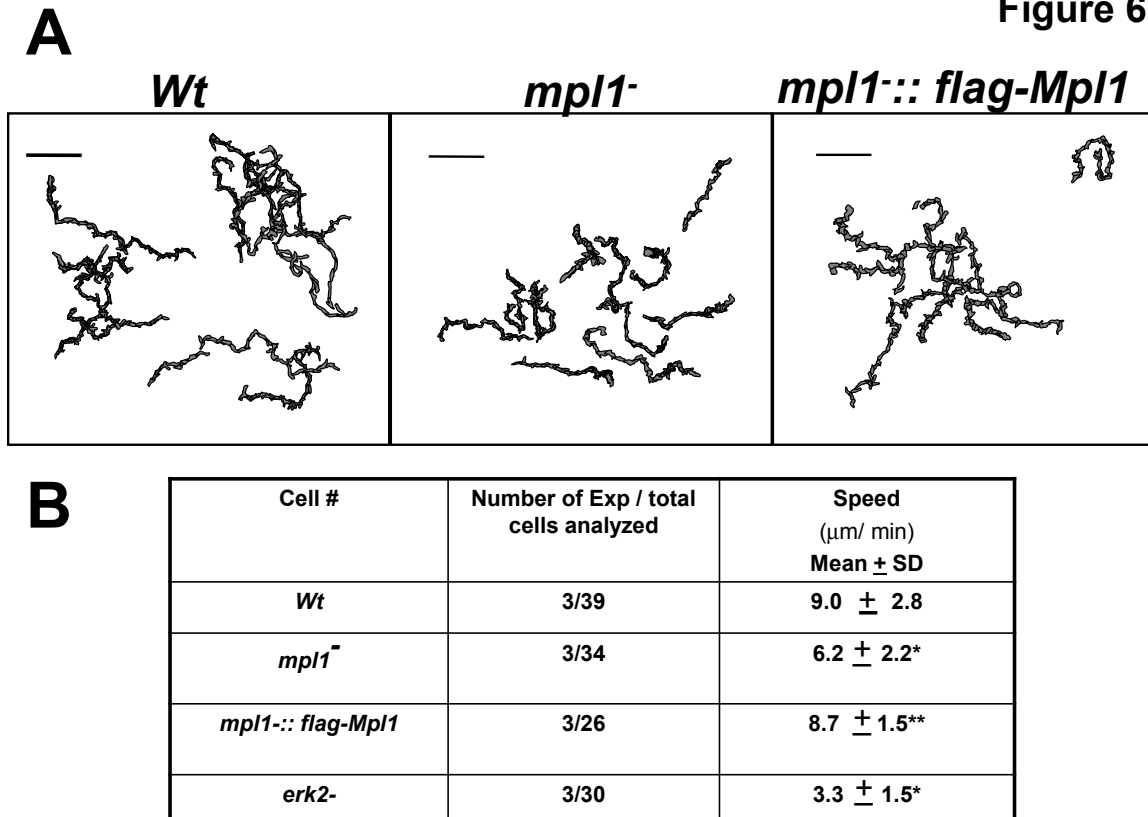 Figure 6
A
Wt mpl1- mpl1-:: flag-Mpl1
B
Cell # Number of Exp / total cells analyzed Speed (μm/ min) Mean ± SD
Wt 3/39 9.0 ± 2.8
mpl1- 3/34 6.2 ± 2.2*
mpl1-:: flag-Mpl1 3/26 8.7 ± 1.5**
erk2- 3/30 3.3 ± 1.5*